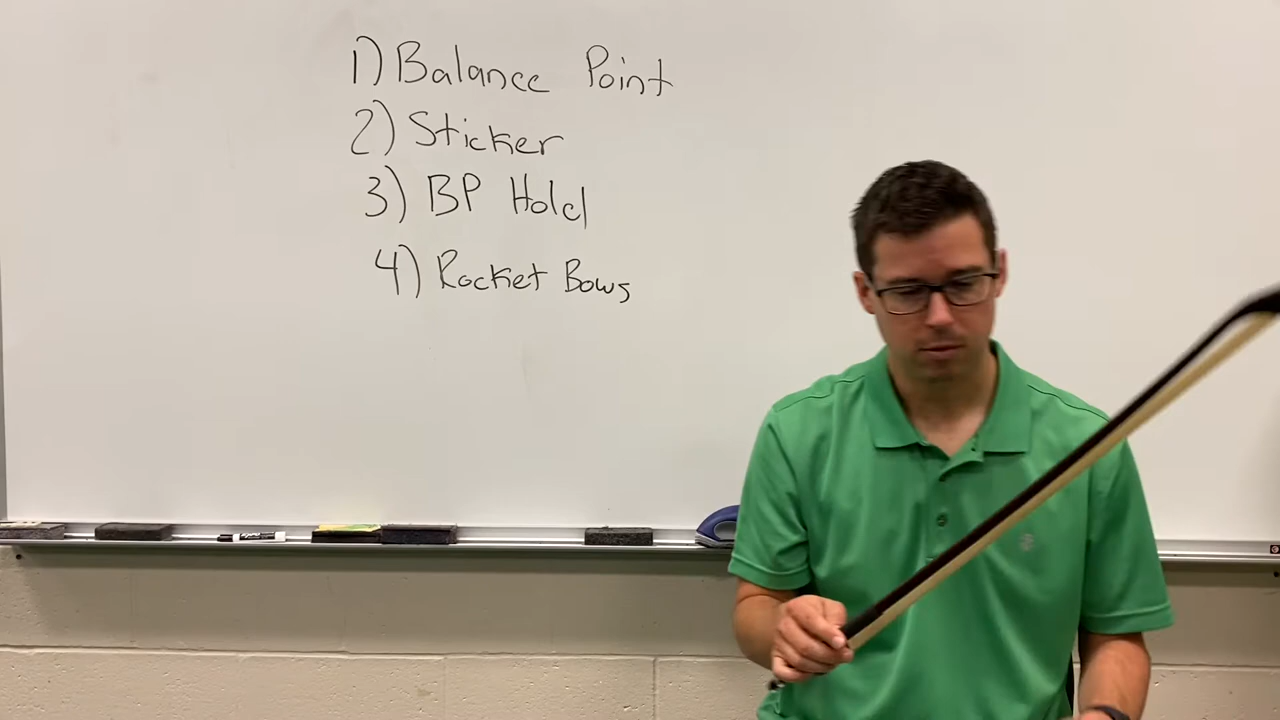 1) Balance Point
2) Sticker
3) BP Hold
4) Rocket Bows